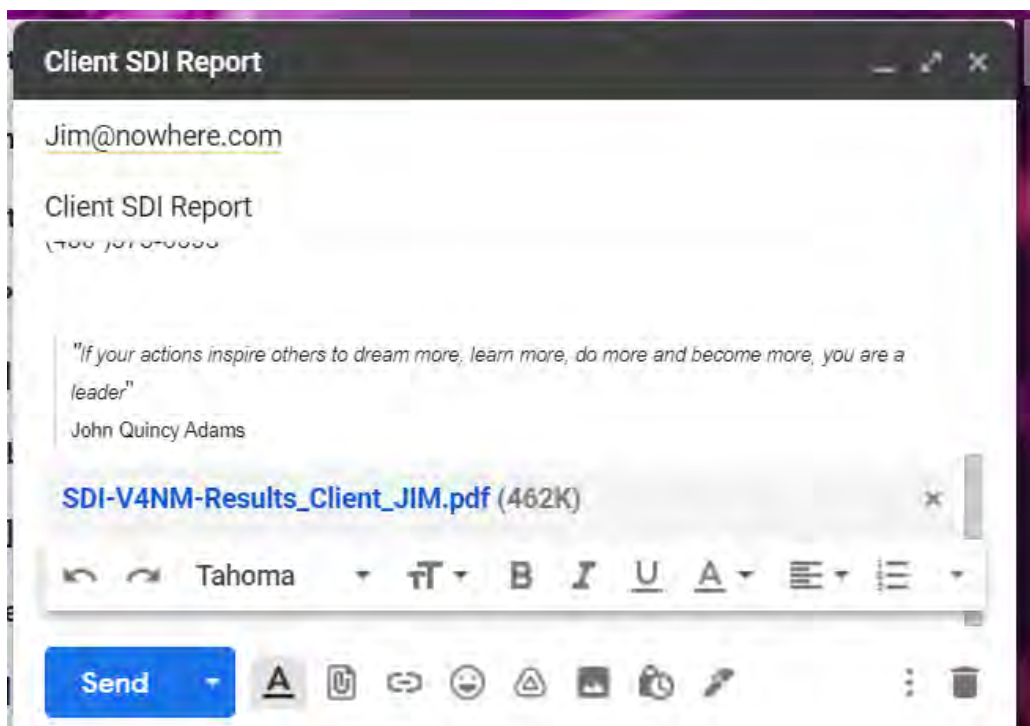 Client SDI Report
Jim@nowhere.com
Client SDI Report
"If your actions inspire others to dream more, learn more, do more and become more, you are a
leader"
John Quincy Adams
SDI-V4NM-Results_Client_JIM.pdf (462K)
Tahoma
Send